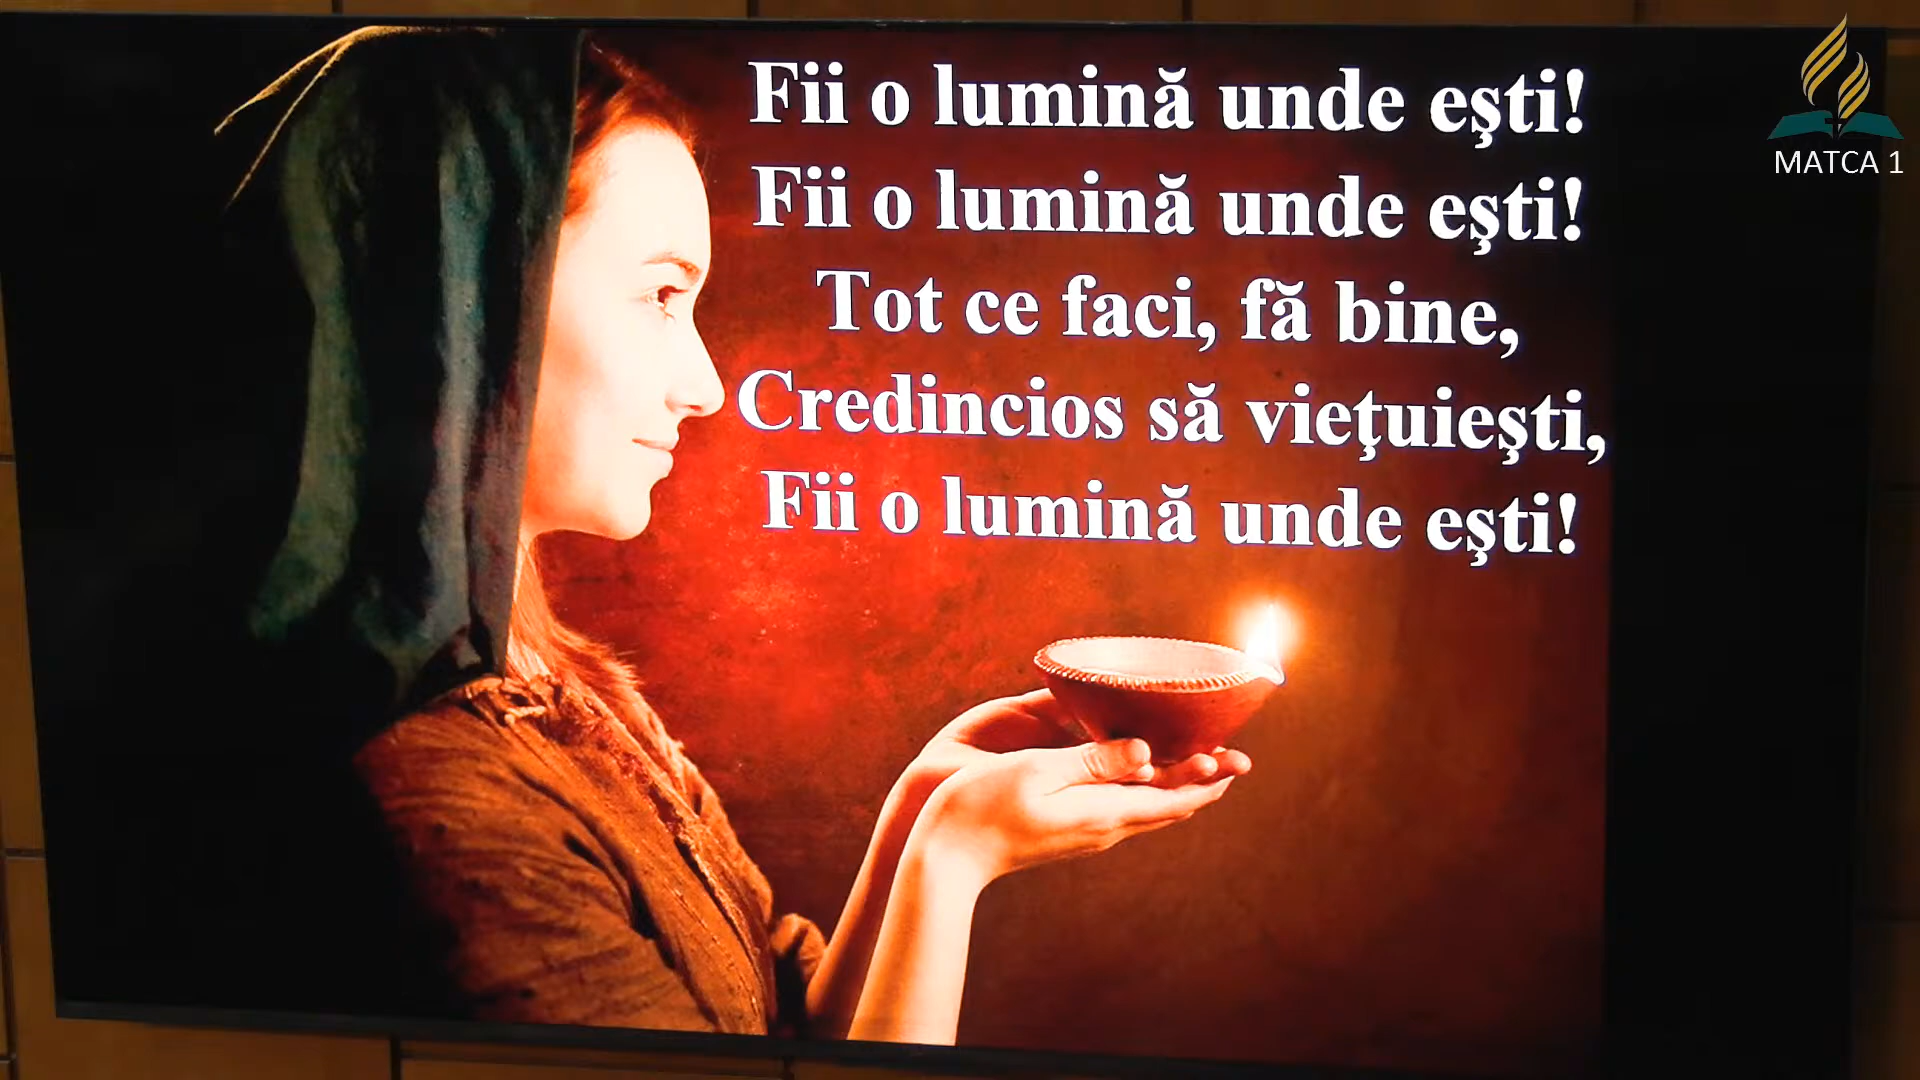 Fii o lumină unde eşti!
Fii o lumină unde eşti!
Tot ce faci, fă bine,
Credincios să vieţuieşti,
Fii o lumină unde eşti!
MATCA 1